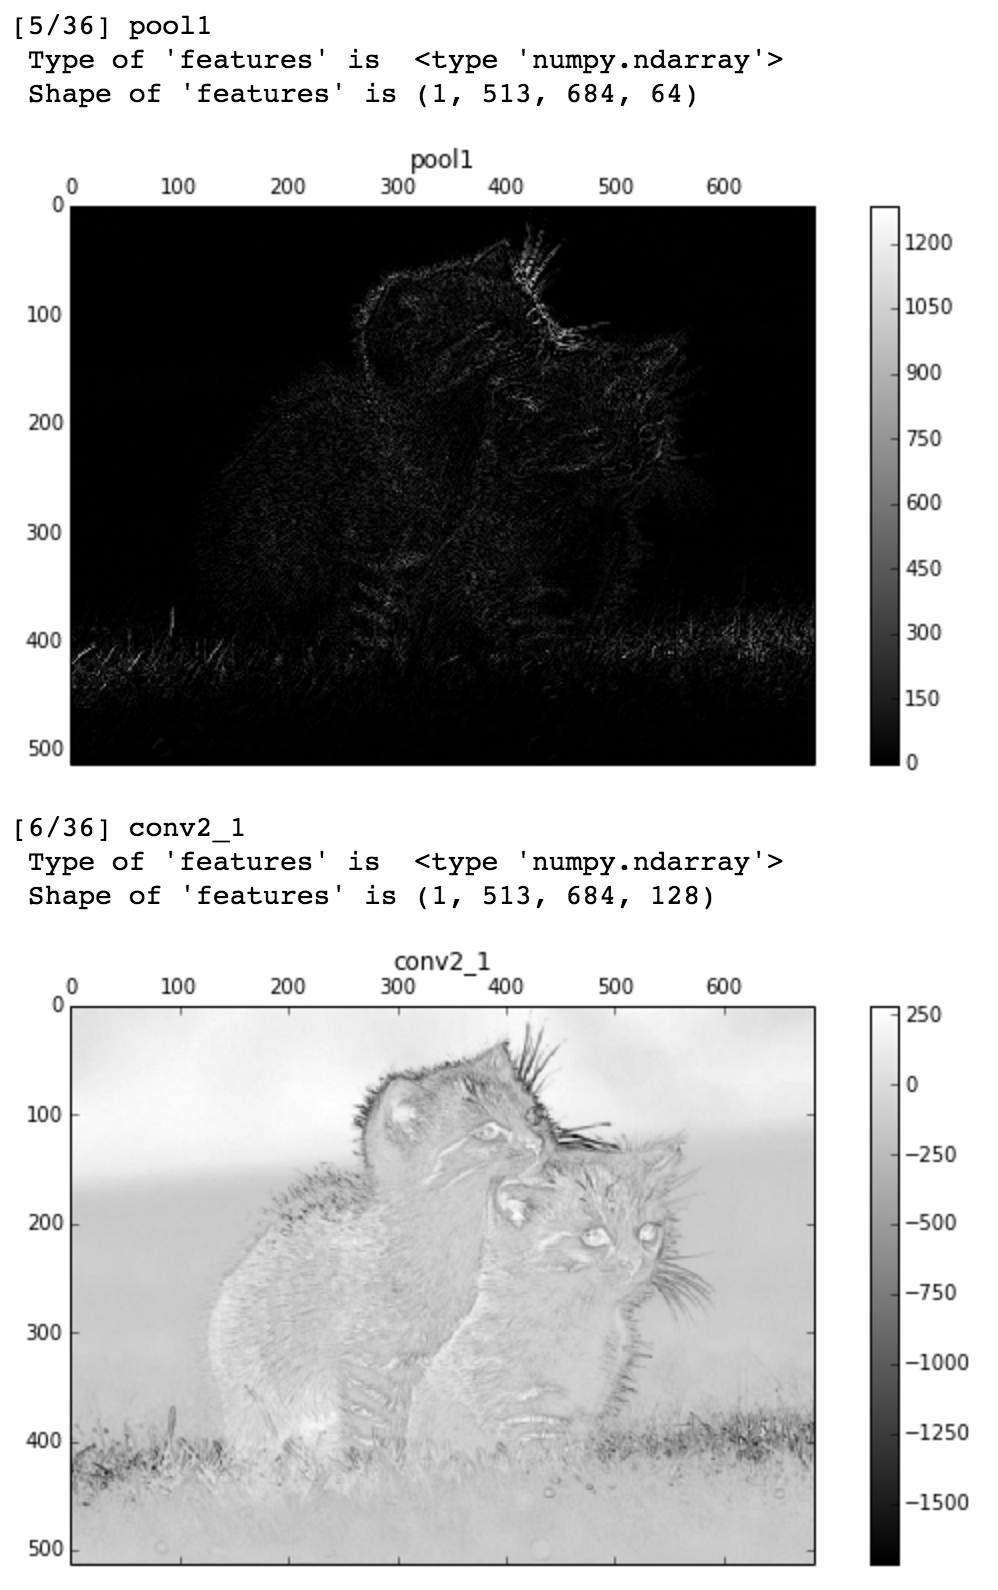 [5/36] pool1
Type of 'features' is  <type 'numpy.ndarray'>
Shape of 'features' is (1, 513, 684, 64)
pool1
0 100 200 300 400 500 600
0
100
200
300
400
500
1200
1050
900
750
600
450
300
150
0
[6/36] conv2_1
Type of 'features' is  <type 'numpy.ndarray'>
Shape of 'features' is (1, 513, 684, 128)
conv2_1
0 100 200 300 400 500 600
0
100
200
300
400
500
250
0
−250
−500
−750
−1000
−1250
−1500